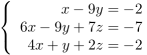 x − 9y = −2
6x − 9y + 7z = −7
4x + y + 2z = −2